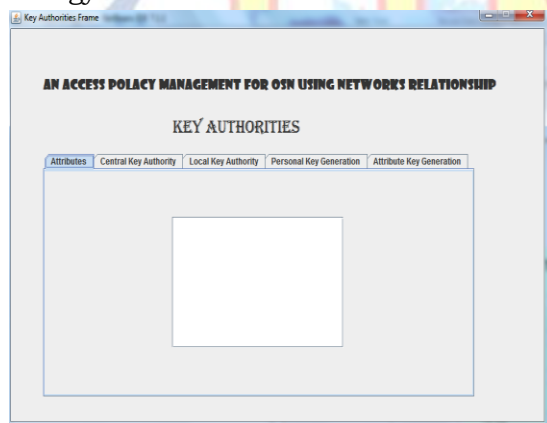 Key Authorities Frame
AN ACCESS POLACY MANAGEMENT FOR OSN USING NETWORKS RELATIONSHIP
KEY AUTHORITIES
Attributes Central Key Authority Local Key Authority Personal Key Generation Attribute Key Generation